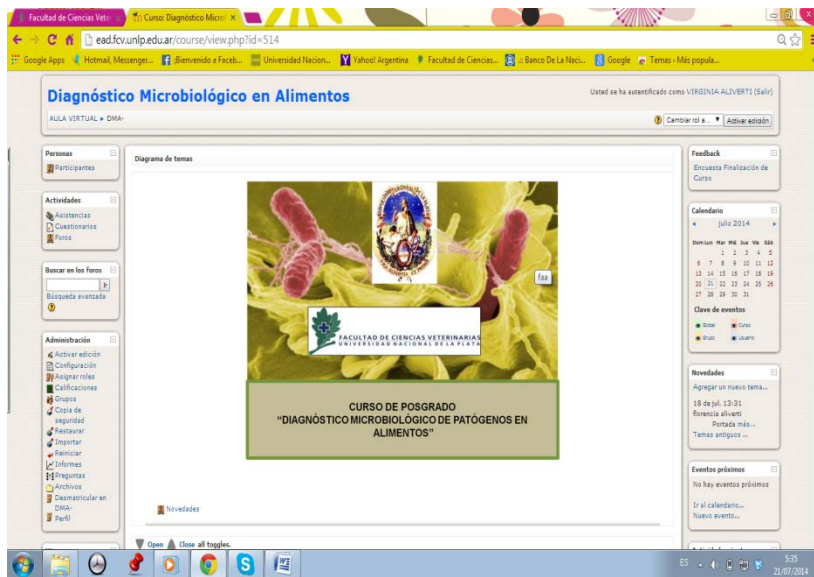 Facultad de Ciencias Vete
Curso: Diagnóstico Microl
ead.fcv.unlp.edu.ar/course/view.php?id=514
Google Apps
Hotmail, Messenger...
¡Bienvenido a Faceb...
Universidad Nacion...
Yahoo! Argentina
Facultad de Ciencias...
.:: Banco De La Naci...
Google
Temas › Más popula...
Diagnóstico Microbiológico en Alimentos
Usted se ha autentificado como VIRGINIA ALIVERTI (Salir)
AULA VIRTUAL ► DMA-
Cambiar rol a...
Activar edición
Personas
Participantes
Actividades
Asistencias
Cuestionarios
Foros
Buscar en los foros
Ir
Búsqueda avanzada
Administración
Activar edición
Configuración
Asignar roles
Calificaciones
Grupos
Copia de
seguridad
Restaurar
Importar
Reiniciar
Informes
Preguntas
Archivos
Desmatricular en
DMA-
Perfil
Diagrama de temas
faa
FACULTAD DE CIENCIAS VETERINARIAS
UNIVERSIDAD NACIONAL DE LA PLATA
CURSO DE POSGRADO
“DIAGNÓSTICO MICROBIOLÓGICO DE PATÓGENOS EN
ALIMENTOS”
Novedades
Open Close all toggles.
Feedback
Encuesta Finalización de
Curso
Calendario
julio 2014
Dom Lun Mar Mié Jue Vie Sáb
1 2 3 4 5
6 7 8 9 10 11 12
13 14 15 16 17 18 19
20 21 22 23 24 25 26
27 28 29 30 31
Clave de eventos
Global Curso
Grupo Usuario
Novedades
Agregar un nuevo tema...
18 de jul, 13:31
florencia aliverti
Portada más...
Temas antiguos ...
Eventos próximos
No hay eventos próximos
Ir al calendario...
Nuevo evento...
ES
5:35
21/07/2014